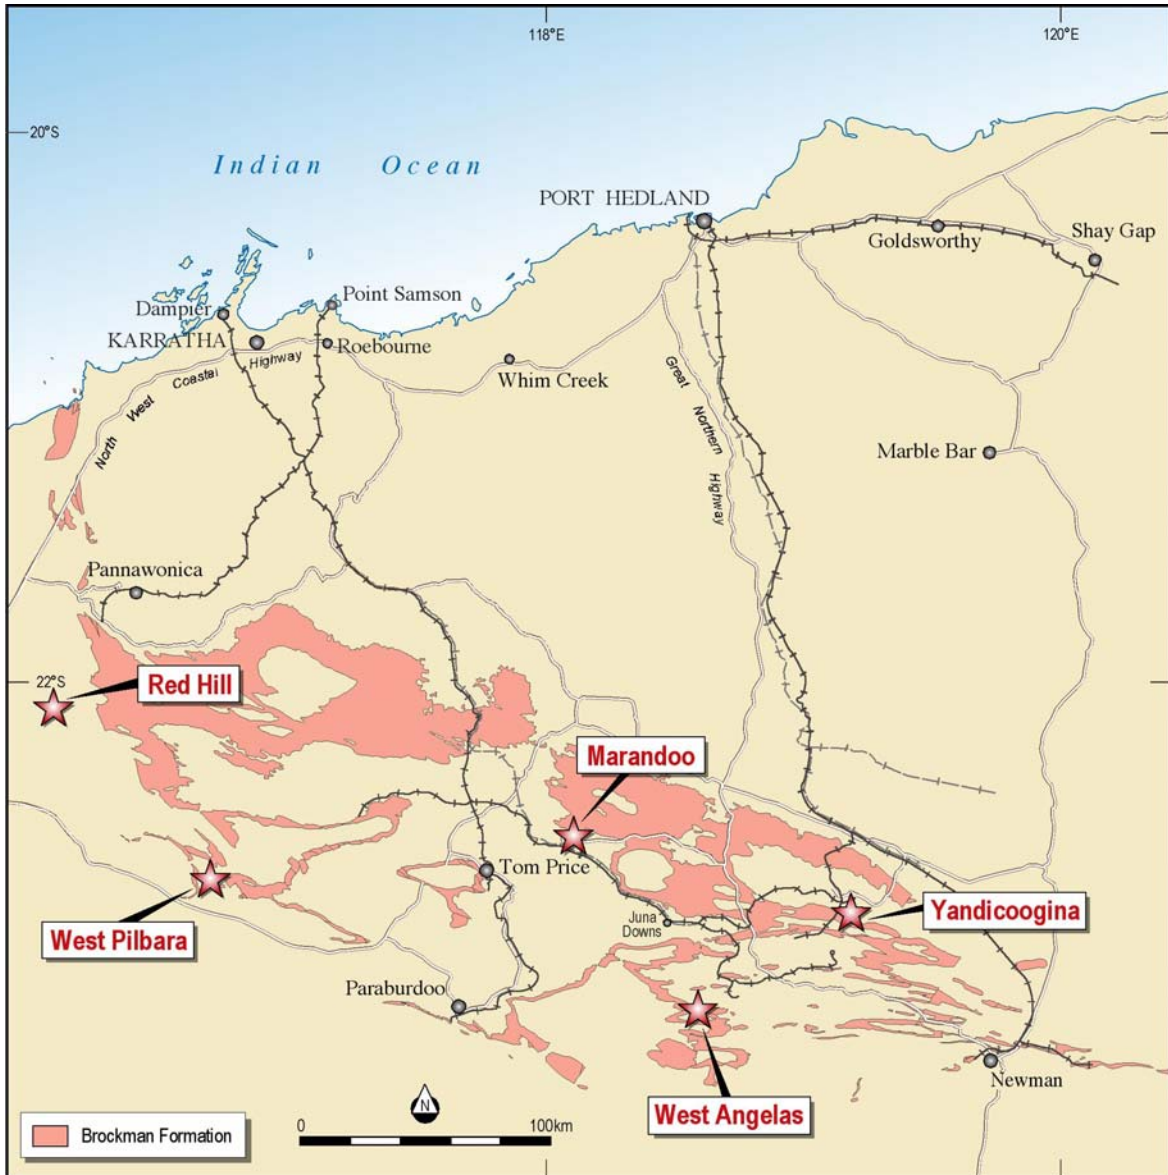 118°E
120°E
20°S
Indian Ocean
PORT HEDLAND
Goldsworthy
Shay Gap
Point Samson
Dampier
KARRATHA
Roebourne
North West Coastal Highway
Whim Creek
Great Northern Highway
Marble Bar
Pannawonica
22°S
Red Hill
Marandoo
Tom Price
Juna
Downs
Yandicoogina
West Pilbara
Paraburdoo
Newman
West Angelas
N
Brockman Formation
0
100km